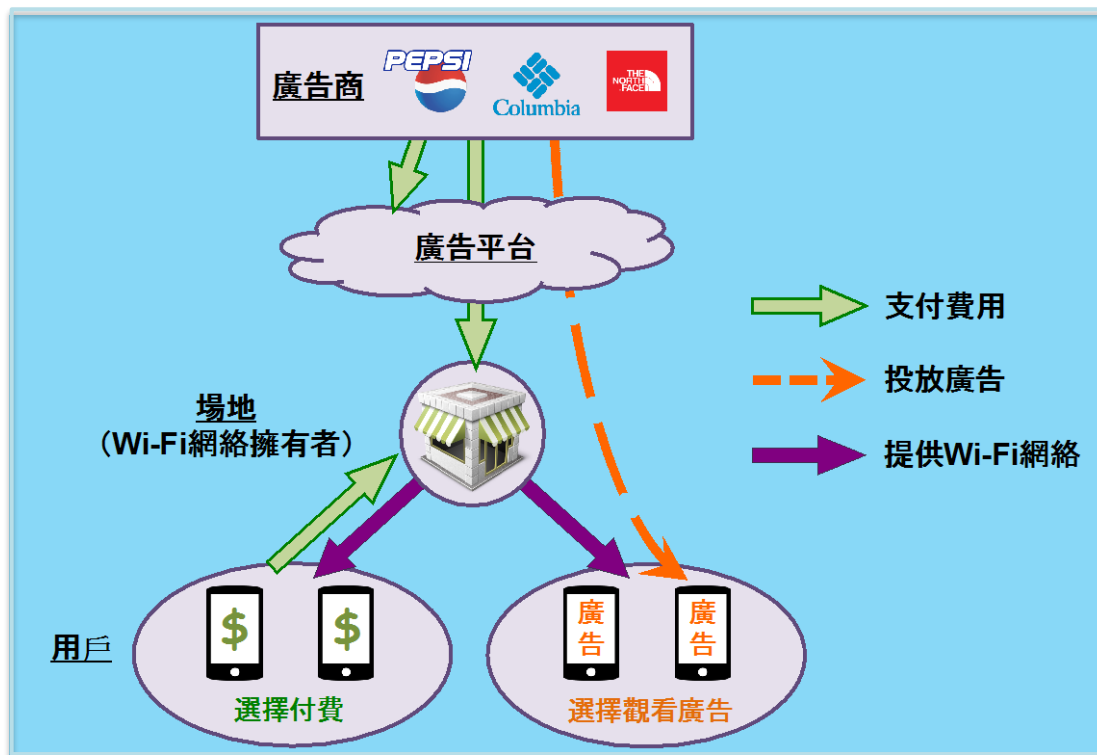 廣告商
PEPSI
Columbia
THE
NORTH
FACE
廣告平台
支付費用
投放廣告
提供Wi-Fi網絡
場地
（Wi-Fi網絡擁有者）
用戶
$
$
選擇付費
廣告
廣告
選擇觀看廣告